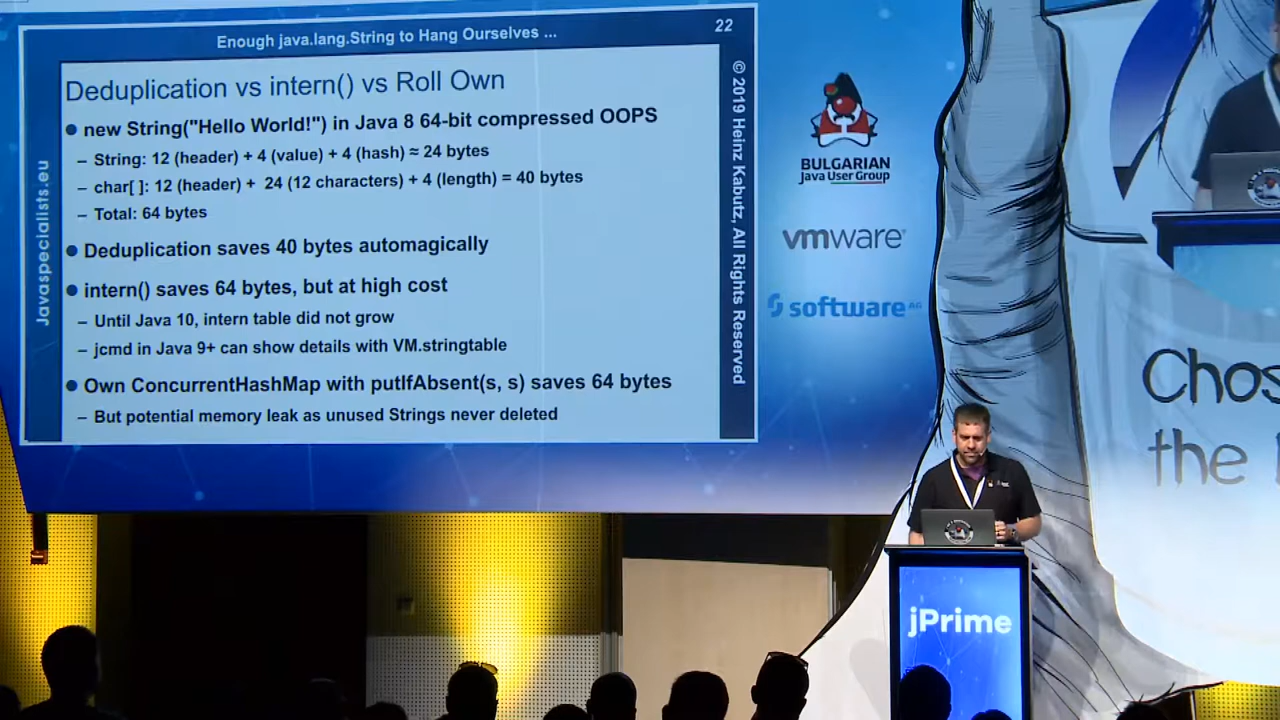 Enough java.lang.String to Hang Ourselves ...
22
Deduplication vs intern() vs Roll Own
● new String("Hello World!") in Java 8 64-bit compressed OOPS
– String: 12 (header) + 4 (value) + 4 (hash) ≈ 24 bytes
– char[ ]: 12 (header) + 24 (12 characters) + 4 (length) = 40 bytes
– Total: 64 bytes
● Deduplication saves 40 bytes automagically
● intern() saves 64 bytes, but at high cost
– Until Java 10, intern table did not grow
– jcmd in Java 9+ can show details with VM.stringtable
● Own ConcurrentHashMap with putIfAbsent(s, s) saves 64 bytes
– But potential memory leak as unused Strings never deleted
Javaspecialists.eu
© 2019 Heinz Kabutz, All Rights Reserved
BULGARIAN
Java User Group
vmware
software AG
Chos
the
jPrime